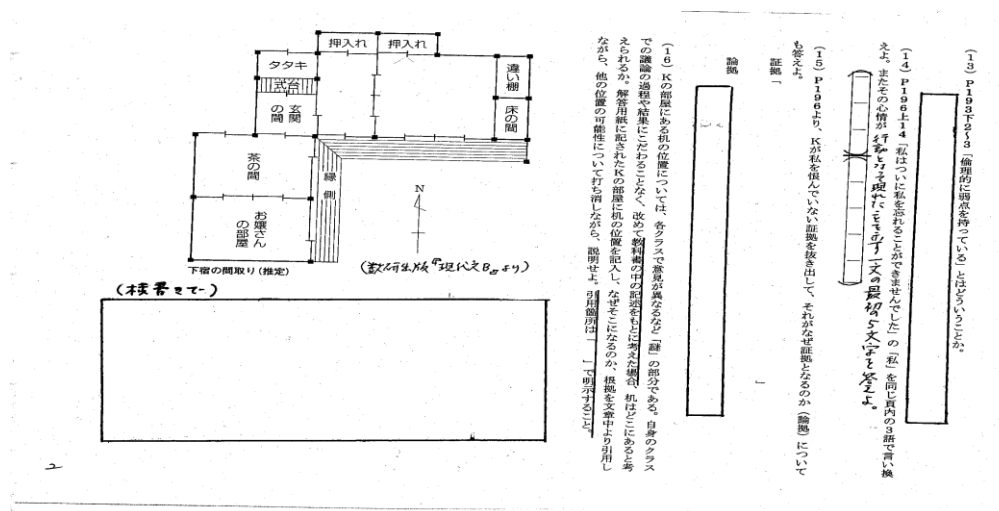 (13) P193下2~3「倫理的に弱点を持っている」とはどういうことか。
(14) P196上14「私はついに私を忘れることができませんでした」の「私」を同じ頁内の3語で言い換
えよ。またその心情が行動となって現れたことを示す一文の最初の5文字を答えよ。
(15) P196より、Kが私を恨んでいない証拠を抜き出して、それがなぜ証拠となるのか(論拠)について
も答えよ。
証拠「 」
論拠
(16) Kの部屋にある机の位置については、各クラスで意見が異なるなど「謎」の部分である。自身のクラス
での議論の過程や結果にこだわることなく、改めて教科書の中の記述をもとに考えた場合、机はどこにあると考
えられるか。解答用紙に記されたKの部屋に机の位置を記入し、なぜそこになるのか、根拠を文章中より引用し
ながら、他の位置の可能性について打ち消しながら、説明せよ。引用箇所は「 」で明示すること。
押入れ
押入れ
タタキ
式台
玄関
の間
違い棚
床の間
茶の間
縁側
お嬢さん
の部屋
N
下宿の間取り(推定)
(数研出版『現代文B』より)
(横書きで→)
2